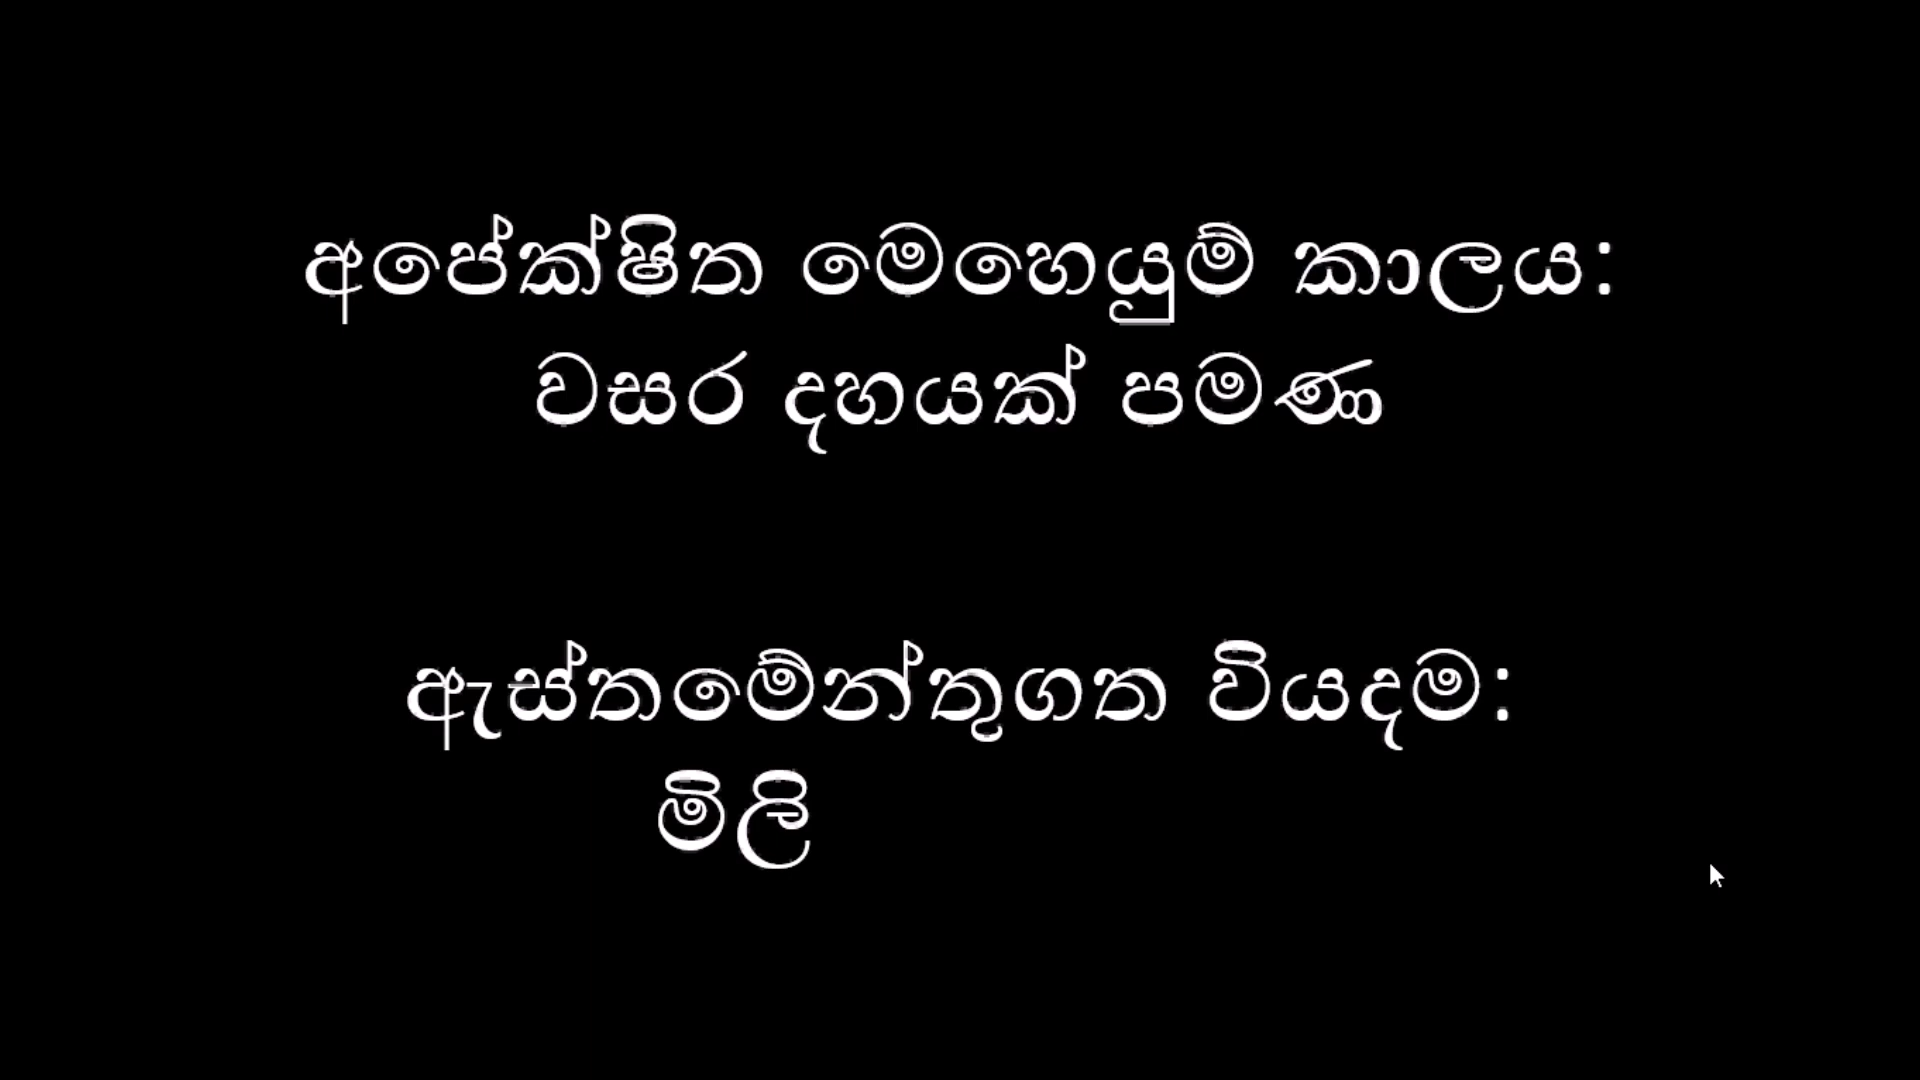 අපේක්ෂිත මෙහෙයුම් කාලය:
වසර දහයක් පමණ
ඇස්තමේන්තුගත වියදම:
මිලි